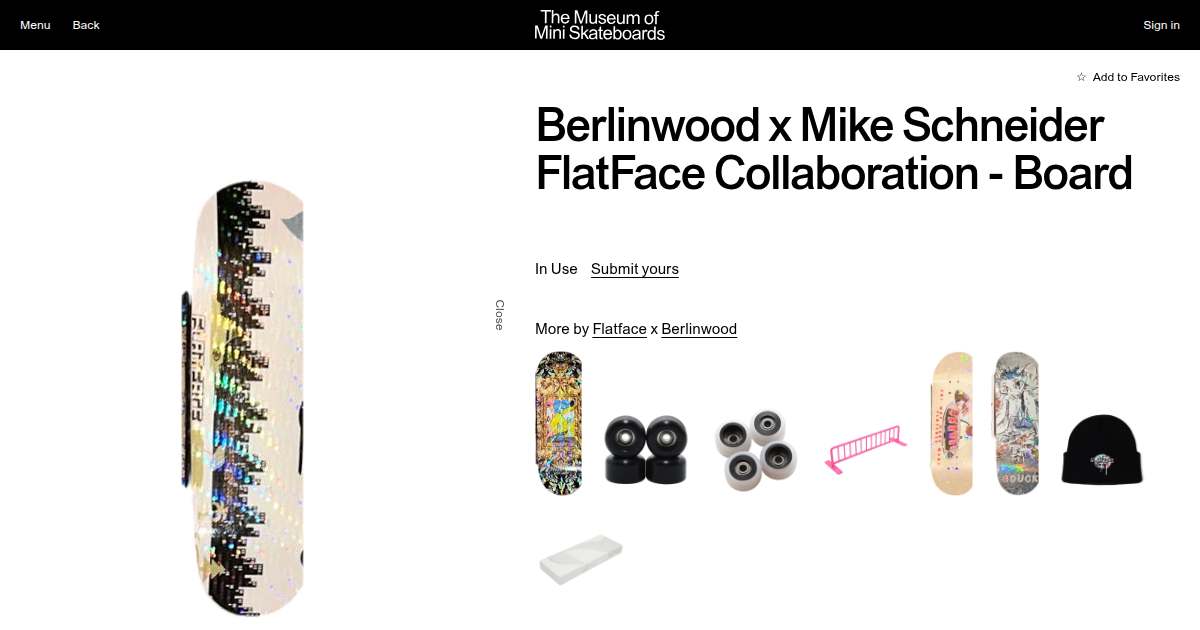 Menu
Back
The Museum of
Mini Skateboards
Sign in
☆ Add to Favorites
Berlinwood x Mike Schneider
FlatFace Collaboration - Board
In Use Submit yours
Close
More by Flatface x Berlinwood
FLATFACE